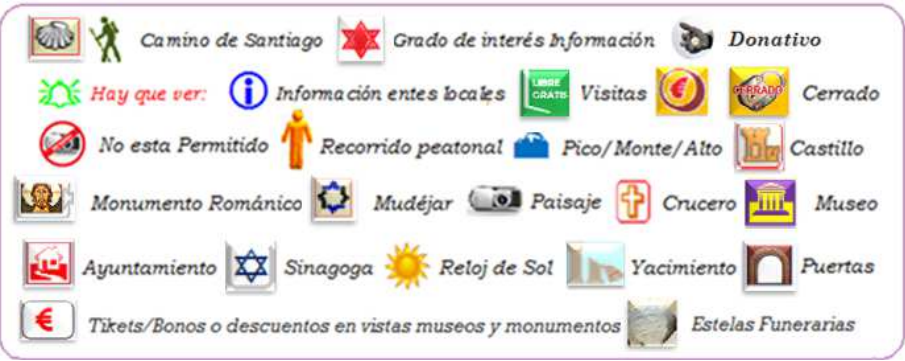 Camino de Santiago Grado de interés Información Donativo
Hay que ver: i Información entes locales LIBRE GRATIS Visitas € CERRADO Cerrado
No esta Permitido Recorrido peatonal Pico/Monte/Alto Castillo
Monumento Románico Mudéjar Paisaje Crucero Museo
Ayuntamiento Sinagoga Reloj de Sol Yacimiento Puertas
€ Tikets/Bonos o descuentos en vistas museos y monumentos Estelas Funerarias